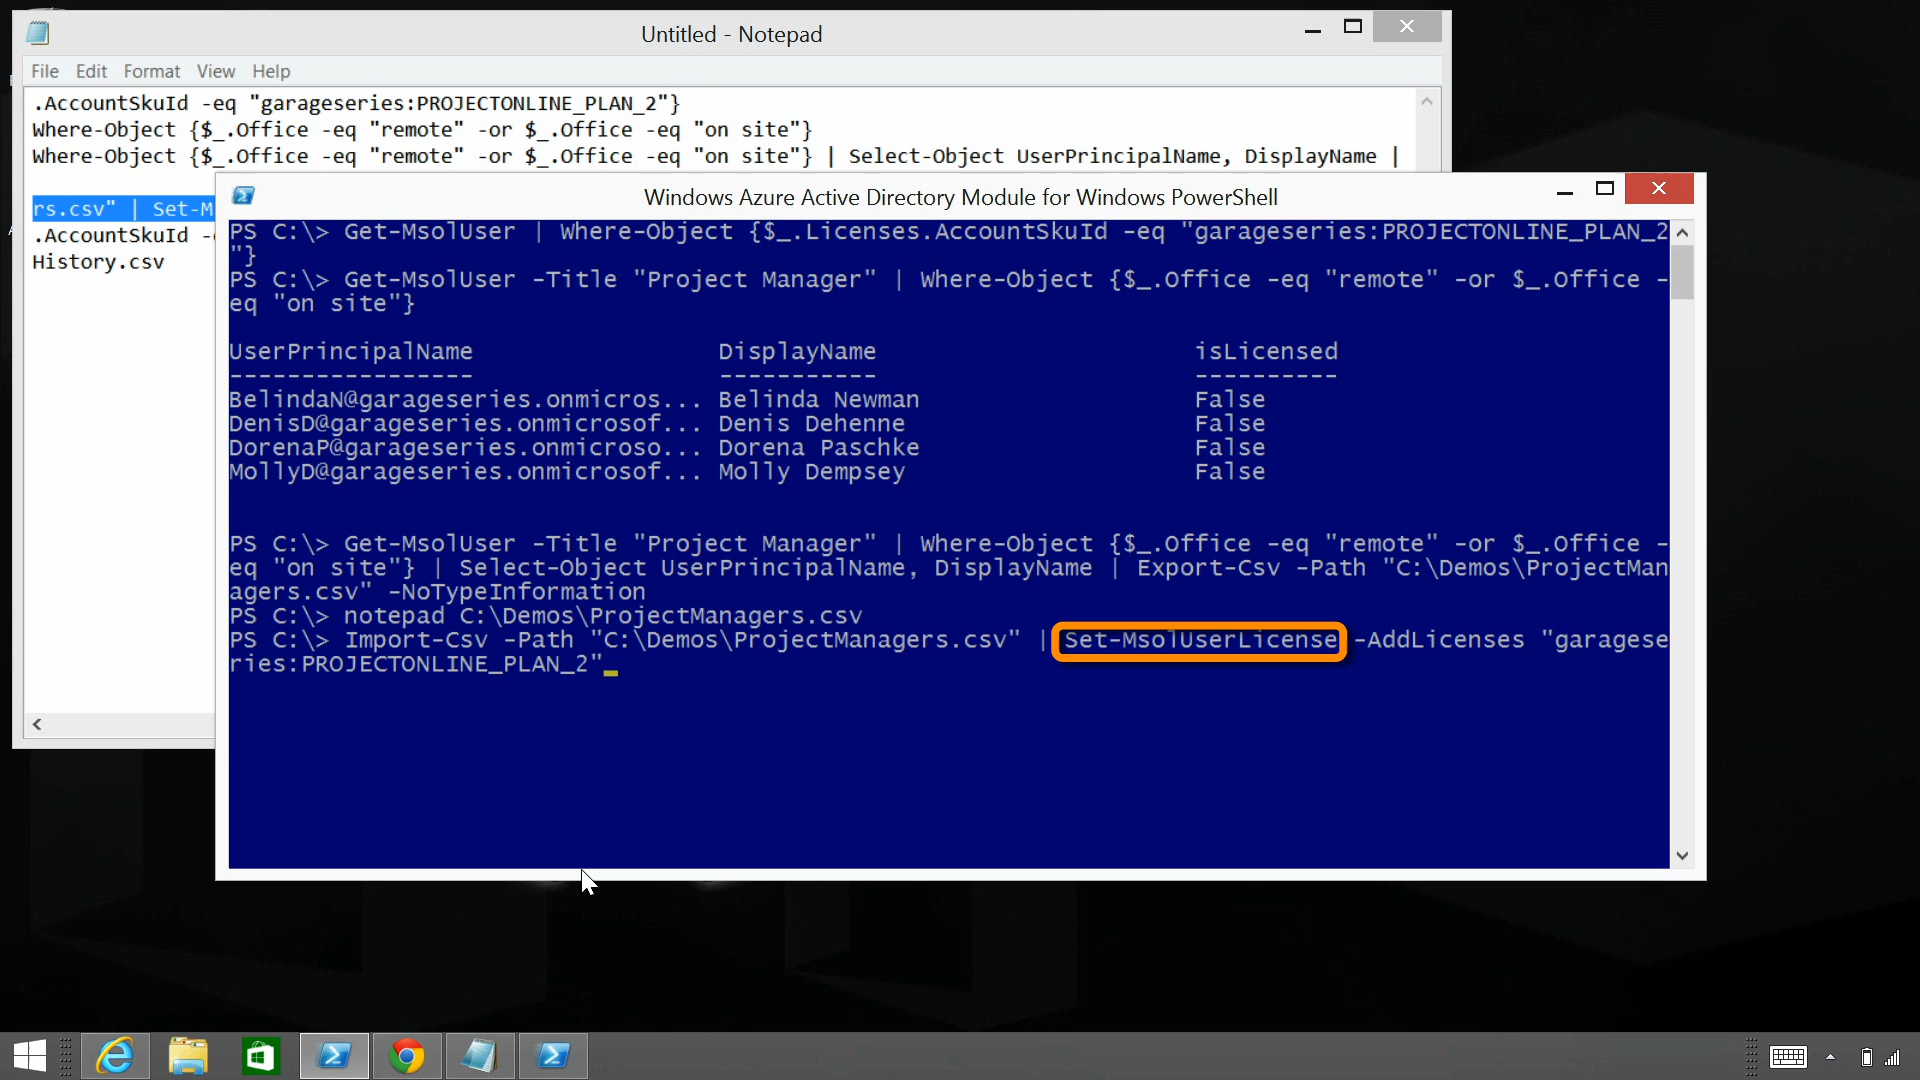 Untitled - Notepad
File Edit Format View Help
.AccountSkuId -eq "garageseries:PROJECTONLINE_PLAN_2"}
Where-Object {$_.Office -eq "remote" -or $_.Office -eq "on site"}
Where-Object {$_.Office -eq "remote" -or $_.Office -eq "on site"} | Select-Object UserPrincipalName, DisplayName |
rs.csv" | Set-M
.AccountSkuId -
History.csv
Windows Azure Active Directory Module for Windows PowerShell
PS C:\> Get-MsolUser | Where-Object {$_.Licenses.AccountSkuId -eq "garageseries:PROJECTONLINE_PLAN_2
"}
PS C:\> Get-MsolUser -Title "Project Manager" | Where-Object {$_.Office -eq "remote" -or $_.Office -
eq "on site"}
UserPrincipalName DisplayName isLicensed
----------------- ----------- ----------
BelindaN@garageseries.onmicros... Belinda Newman False
DenisD@garageseries.onmicrosof... Denis Dehenne False
DorenaP@garageseries.onmicroso... Dorena Paschke False
MollyD@garageseries.onmicrosof... Molly Dempsey False
PS C:\> Get-MsolUser -Title "Project Manager" | Where-Object {$_.Office -eq "remote" -or $_.Office -
eq "on site"} | Select-Object UserPrincipalName, DisplayName | Export-Csv -Path "C:\Demos\ProjectMan
agers.csv" -NoTypeInformation
PS C:\> notepad C:\Demos\ProjectManagers.csv
PS C:\> Import-Csv -Path "C:\Demos\ProjectManagers.csv" | Set-MsolUserLicense -AddLicenses "garagese
ries:PROJECTONLINE_PLAN_2"